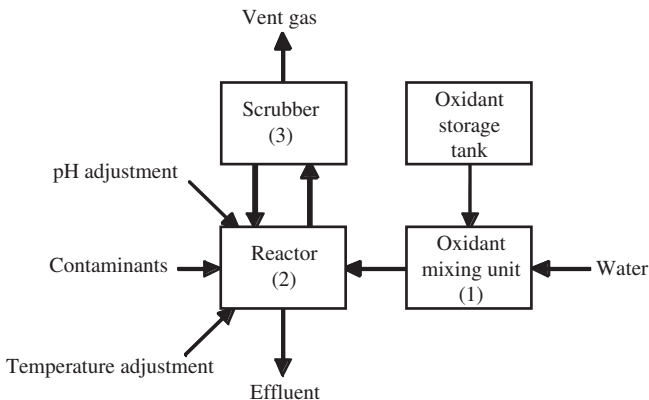 Vent gas
Scrubber
(3)
Oxidant
storage
tank
pH adjustment
Contaminants
Reactor
(2)
Oxidant
mixing unit
(1)
Water
Temperature adjustment
Effluent